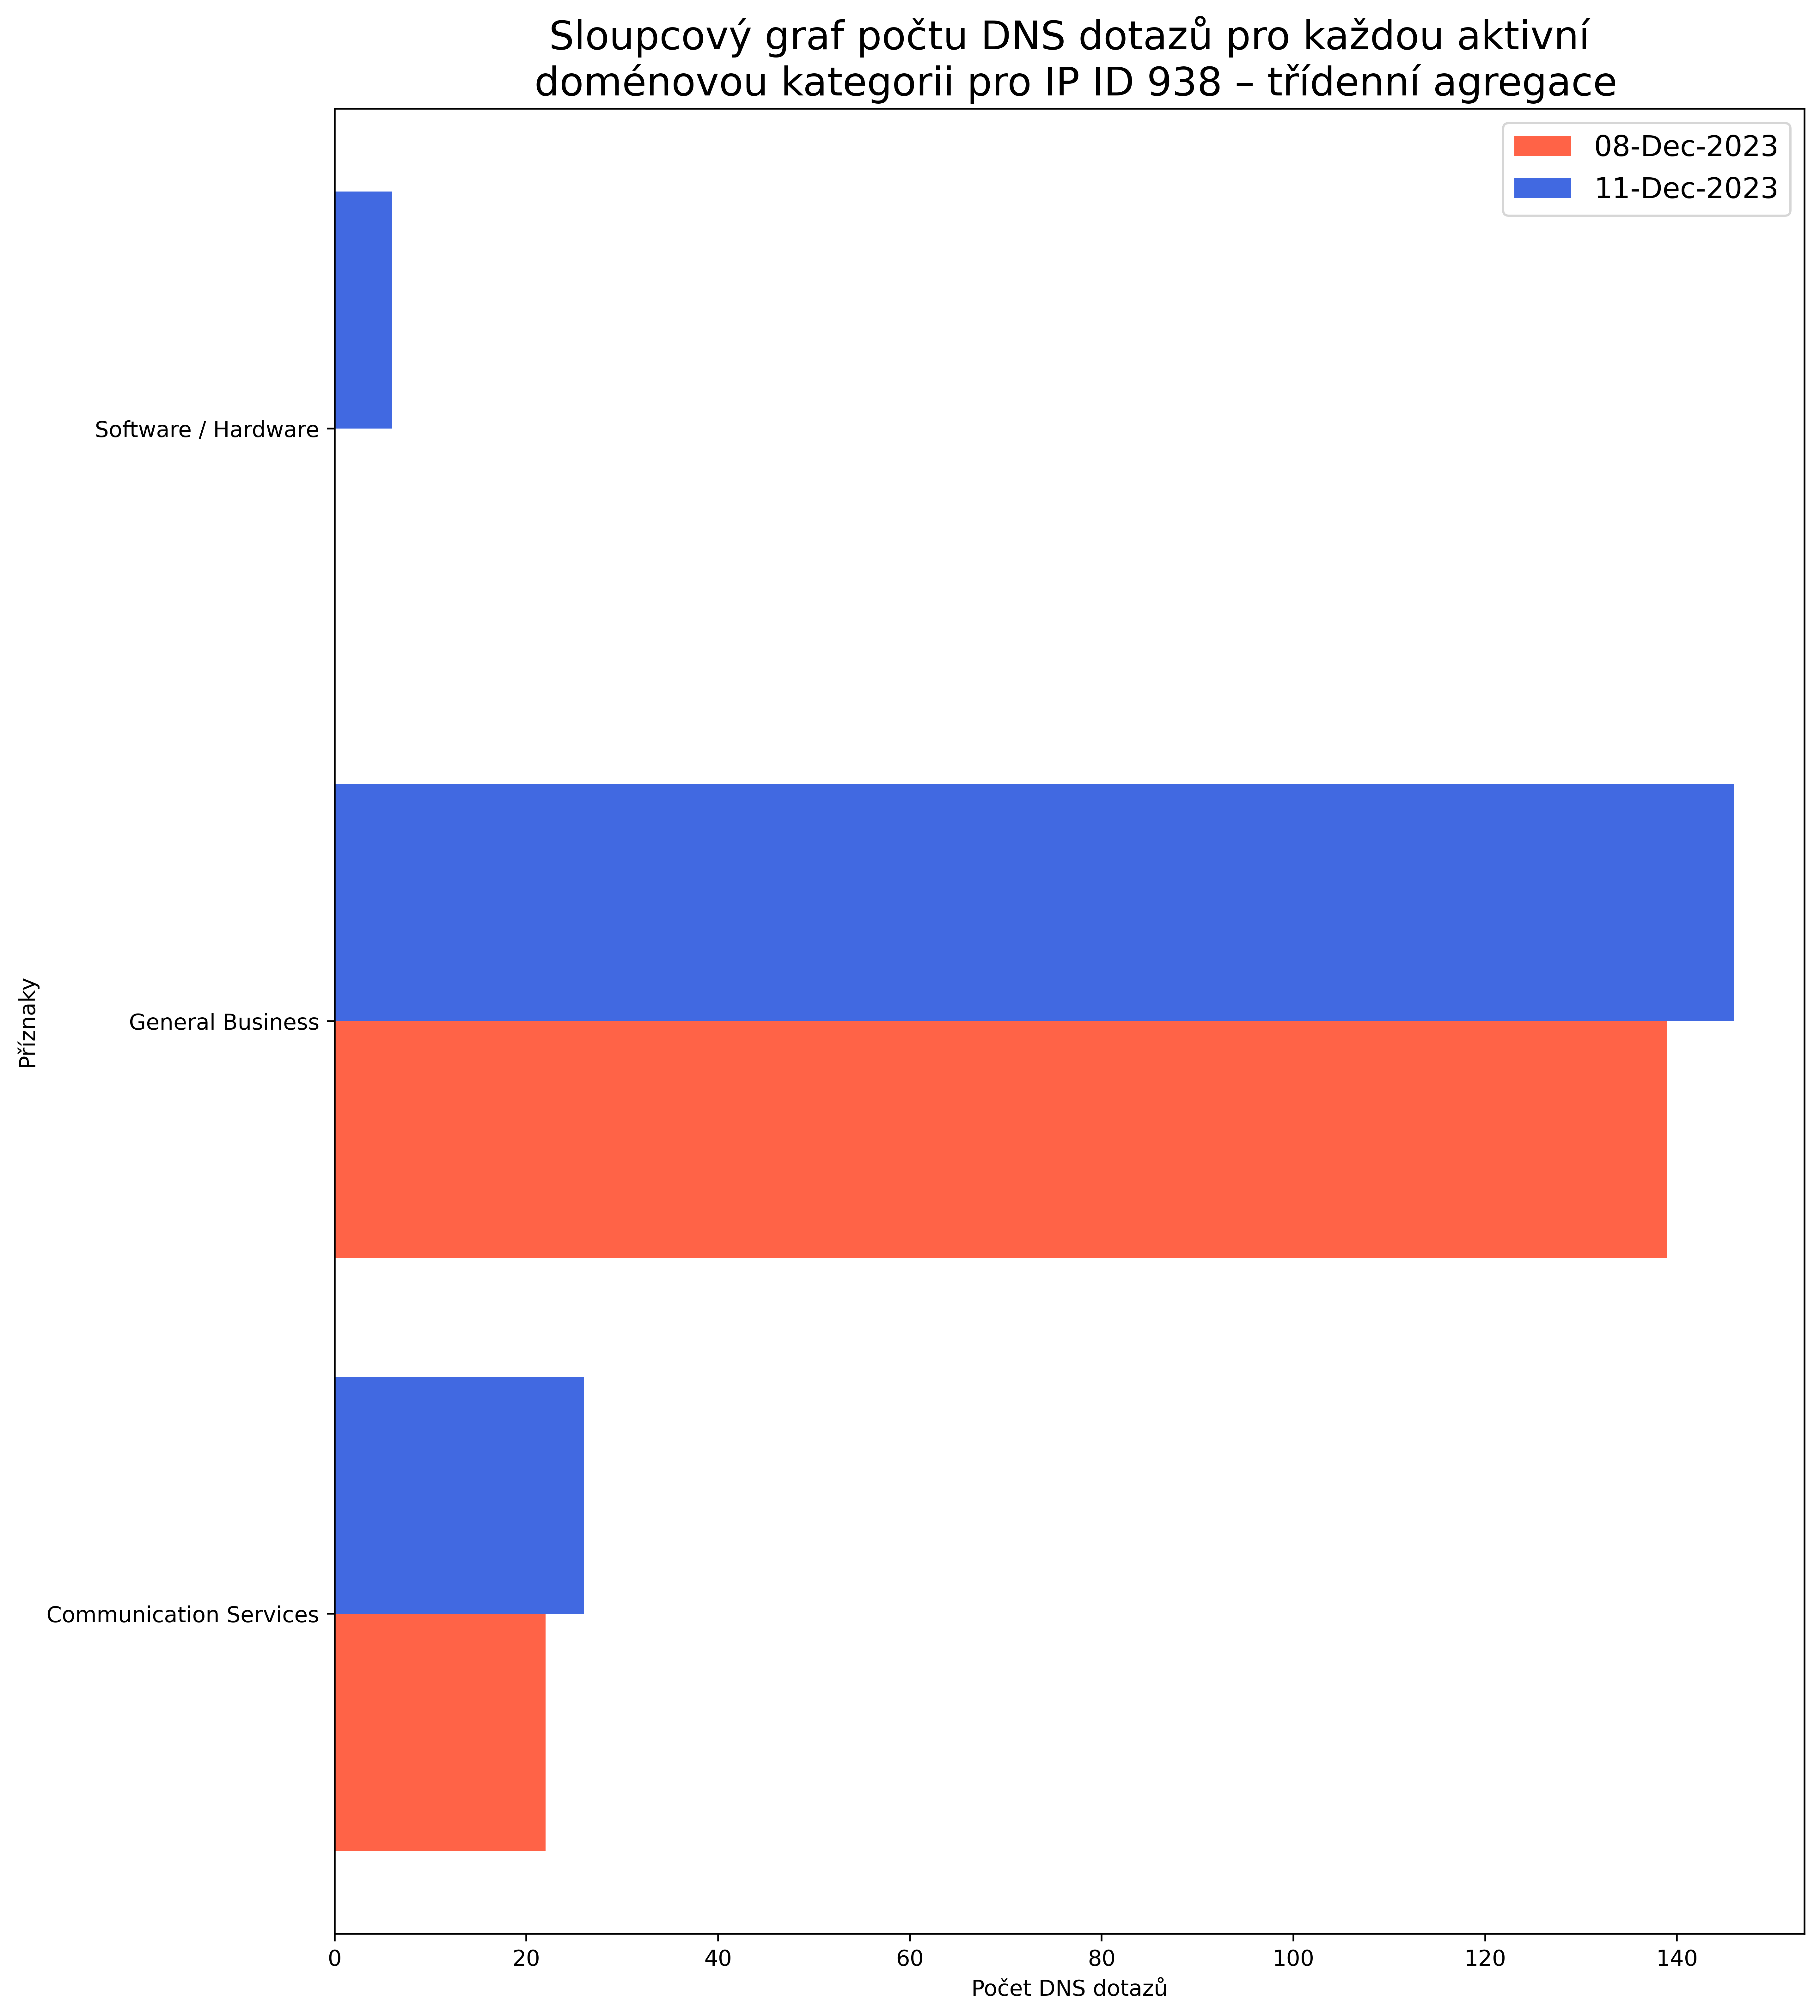 Sloupcový graf počtu DNS dotazů pro každou aktivní
doménovou kategorii pro IP ID 938 – třídenní agregace
08-Dec-2023
11-Dec-2023
Software / Hardware
General Business
Communication Services
Příznaky
0 20 40 60 80 100 120 140
Počet DNS dotazů